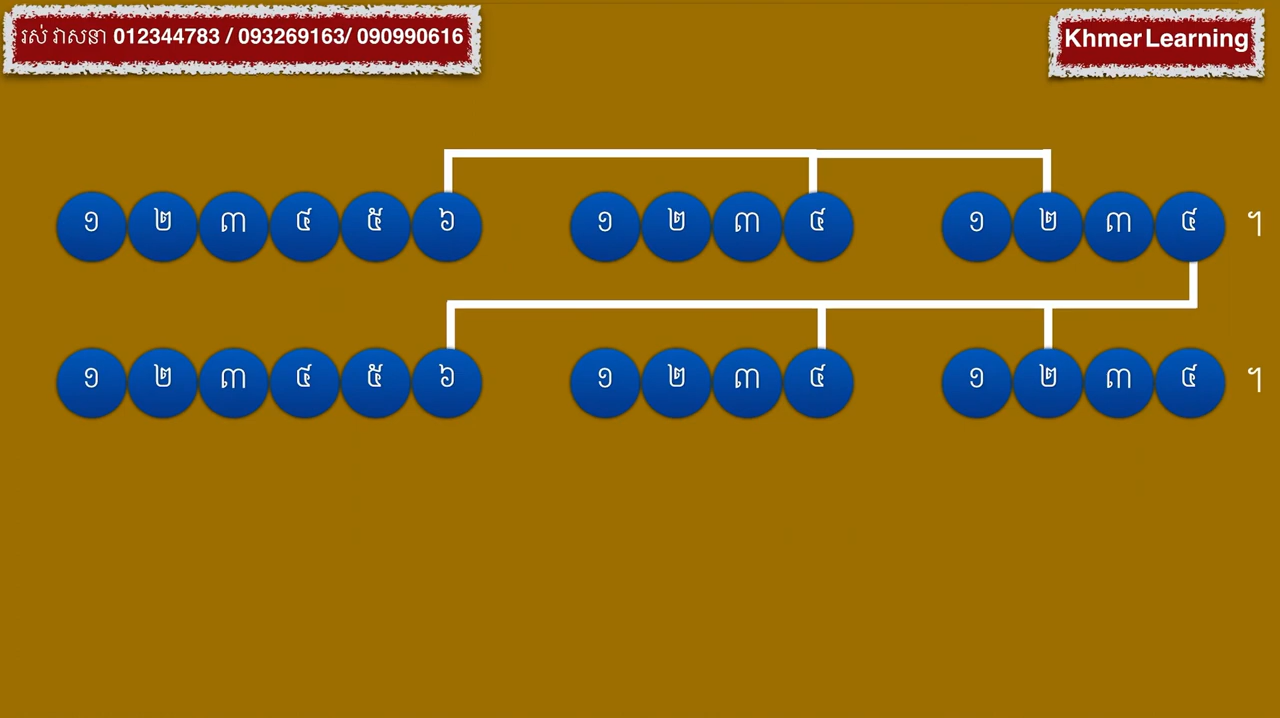 រស់ វាសនា 012344783 / 093269163/ 090990616
Khmer Learning
១ ២ ៣ ៤ ៥ ៦ ១ ២ ៣ ៤ ១ ២ ៣ ៤ ។
១ ២ ៣ ៤ ៥ ៦ ១ ២ ៣ ៤ ១ ២ ៣ ៤ ។